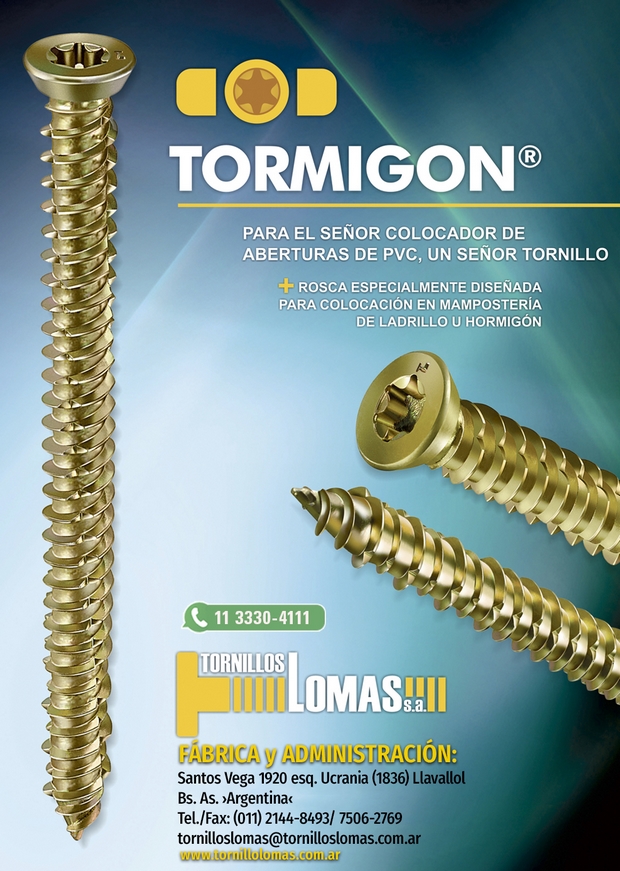 TORMIGON®
PARA EL SEÑOR COLOCADOR DE
ABERTURAS DE PVC, UN SEÑOR TORNILLO
+ ROSCA ESPECIALMENTE DISEÑADA
PARA COLOCACIÓN EN MAMPOSTERÍA
DE LADRILLO U HORMIGÓN
11 3330-4111
TORNILLOS
LOMAS s.a.
FÁBRICA y ADMINISTRACIÓN:
Santos Vega 1920 esq. Ucrania (1836) Llavallol
Bs. As. ›Argentina‹
Tel./Fax: (011) 2144-8493/ 7506-2769
tornilloslomas@tornilloslomas.com.ar
www.tornillolomas.com.ar